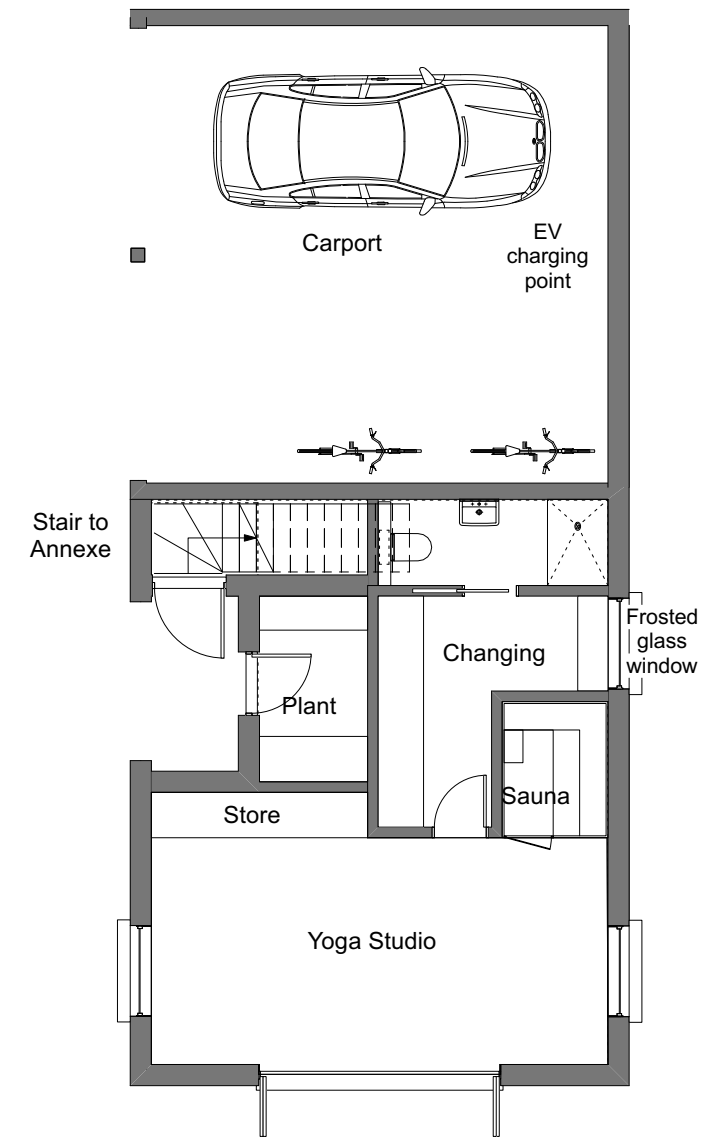 Carport
EV
charging
point
Stair to
Annexe
Frosted
glass
window
Changing
Plant
Sauna
Store
Yoga Studio